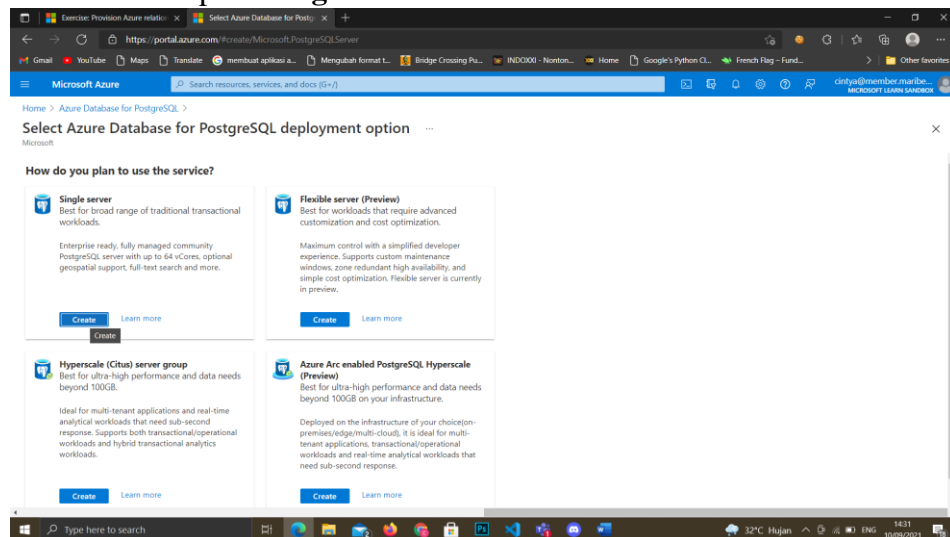 Exercise: Provision Azure relation
Select Azure Database for Postgr
https://portal.azure.com/#create/Microsoft.PostgreSQLServer
Gmail
YouTube
Maps
Translate
membuat aplikasi a...
Mengubah format t...
Bridge Crossing Pu...
INDOXXI - Nonton...
Home
Google's Python Cl...
French Flag – Fund...
Other favorites
Microsoft Azure
Search resources, services, and docs (G+/)
cintya@member.maribe...
MICROSOFT LEARN SANDBOX
Home > Azure Database for PostgreSQL >
Select Azure Database for PostgreSQL deployment option ...
Microsoft
How do you plan to use the service?
Single server
Best for broad range of traditional transactional
workloads.
Enterprise ready, fully managed community
PostgreSQL server with up to 64 vCores, optional
geospatial support, full-text search and more.
Create
Learn more
Create
Flexible server (Preview)
Best for workloads that require advanced
customization and cost optimization.
Maximum control with a simplified developer
experience. Supports custom maintenance
windows, zone redundant high availability, and
simple cost optimization. Flexible server is currently
in preview.
Create
Learn more
Hyperscale (Citus) server group
Best for ultra-high performance and data needs
beyond 100GB.
Ideal for multi-tenant applications and real-time
analytical workloads that need sub-second
response. Supports both transactional/operational
workloads and hybrid transactional analytics
workloads.
Create
Learn more
Azure Arc enabled PostgreSQL Hyperscale
(Preview)
Best for ultra-high performance and data needs
beyond 100GB on your infrastructure.
Deployed on the infrastructure of your choice(on-
premises/edge/multi-cloud), it is ideal for multi-
tenant applications, transactional/operational
workloads and real-time analytical workloads that
need sub-second response.
Create
Learn more
Type here to search
32°C Hujan
ENG
14:31
10/09/2021